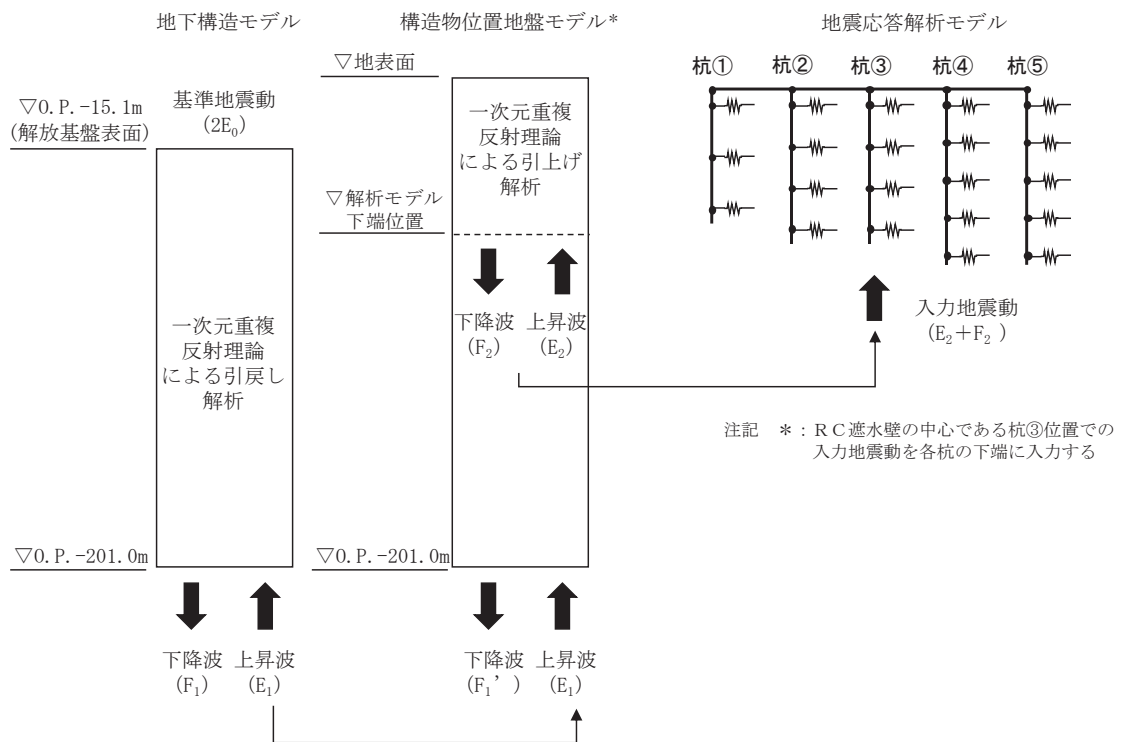 地下構造モデル
構造物位置地盤モデル*
地震応答解析モデル
▽O.P.-15.1m
(解放基盤表面)
基準地震動
(2E₀)
一次元重複
反射理論
による引戻し
解析
▽O.P.-201.0m
下降波
(F₁)
上昇波
(E₁)
▽地表面
一次元重複
反射理論
による引上げ
解析
▽解析モデル
下端位置
下降波
(F₂)
上昇波
(E₂)
▽O.P.-201.0m
下降波
(F₁’)
上昇波
(E₁)
杭① 杭② 杭③ 杭④ 杭⑤
入力地震動
(E₂+F₂)
注記 *:RC遮水壁の中心である杭③位置での
入力地震動を各杭の下端に入力する